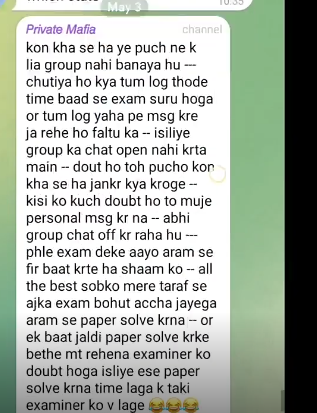 May 3
10:35
Private Mafia
channel
kon kha se ha ye puch ne k
lia group nahi banaya hu ---
chutiya ho kya tum log thode
time baad se exam suru hoga
or tum log yaha pe msg kre
ja rehe ho faltu ka -- isiliye
group ka chat open nahi krta
main -- dout ho toh pucho kon
kha se ha jankr kya kroge --
kisi ko kuch doubt ho to muje
personal msg kr na -- abhi
group chat off kr raha hu ---
phle exam deke aayo aram se
fir baat krte ha shaam ko -- all
the best sobko mere taraf se
ajka exam bohut accha jayega
aram se paper solve krna -- or
ek baat jaldi paper solve krke
bethe mt rehena examiner ko
doubt hoga isliye ese paper
solve krna time laga k taki
examiner ko v lage 😂😂😂